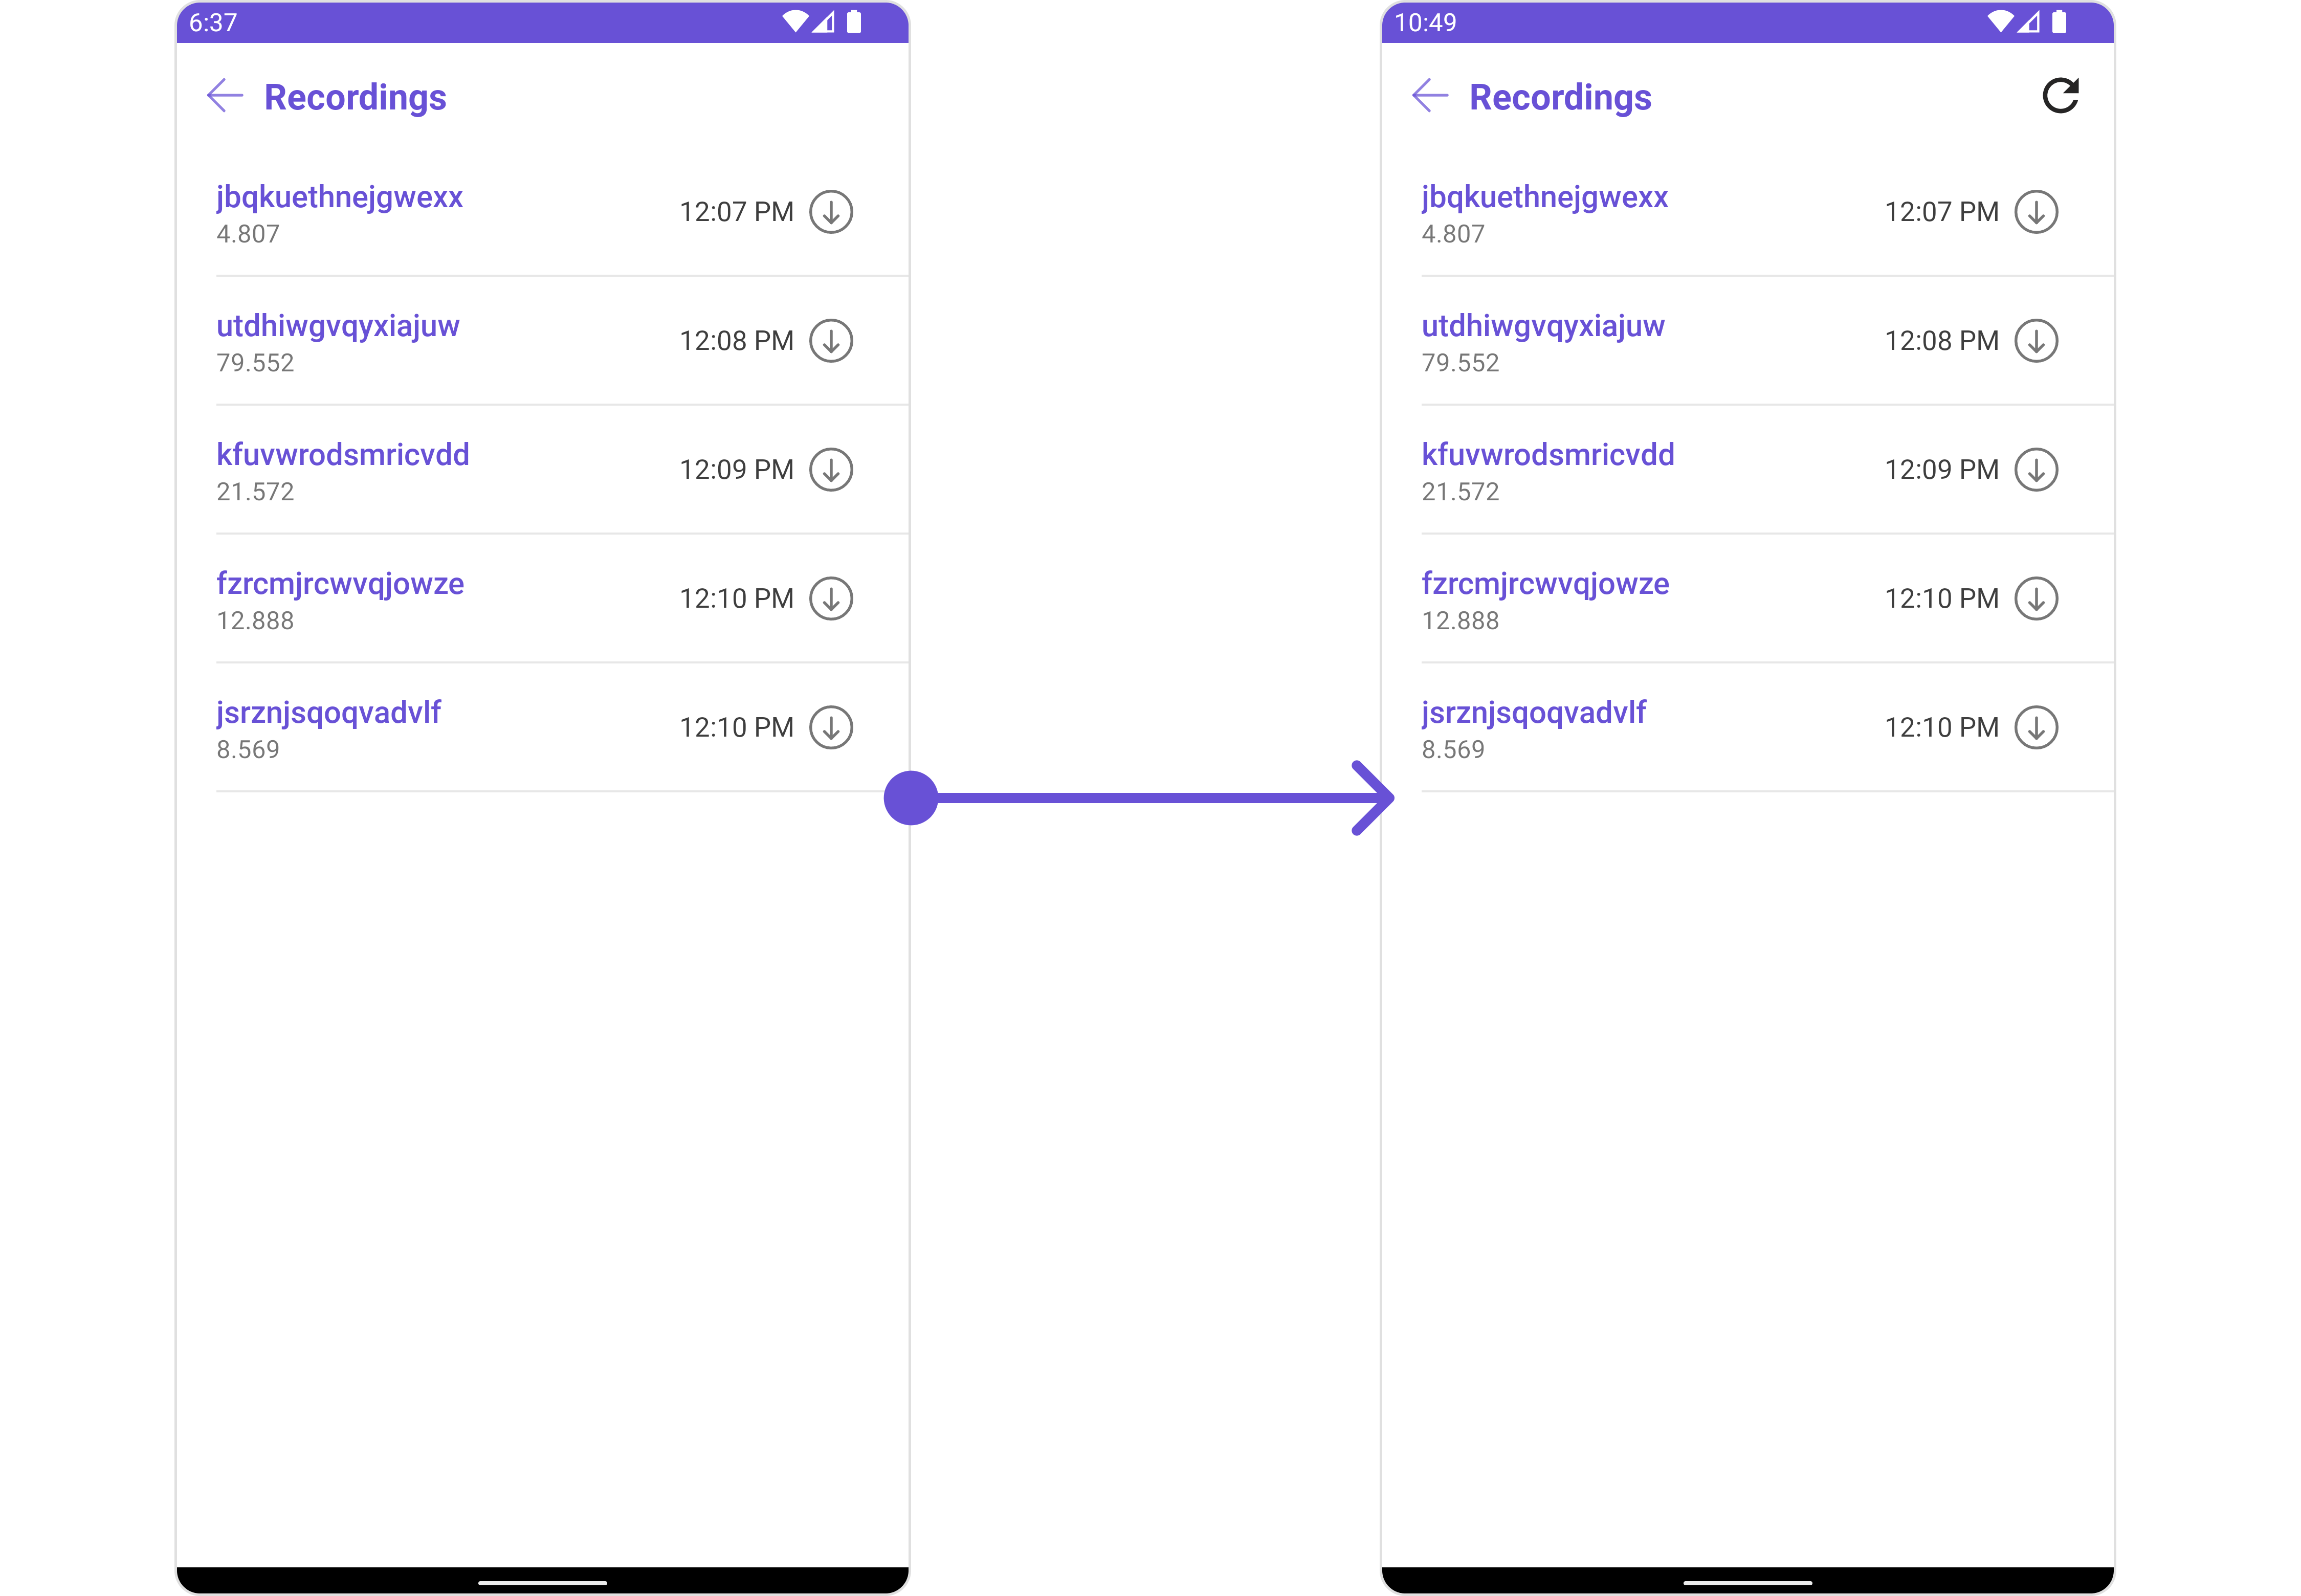 6:37
Recordings
jbqkuethnejgwexx
12:07 PM
4.807
utdhiwgvqyxiajuw
12:08 PM
79.552
kfuvwrodsmricvdd
12:09 PM
21.572
fzrcmjrcwvqjowze
12:10 PM
12.888
jsrznjsqoqvadvlf
12:10 PM
8.569
10:49
Recordings
jbqkuethnejgwexx
12:07 PM
4.807
utdhiwgvqyxiajuw
12:08 PM
79.552
kfuvwrodsmricvdd
12:09 PM
21.572
fzrcmjrcwvqjowze
12:10 PM
12.888
jsrznjsqoqvadvlf
12:10 PM
8.569